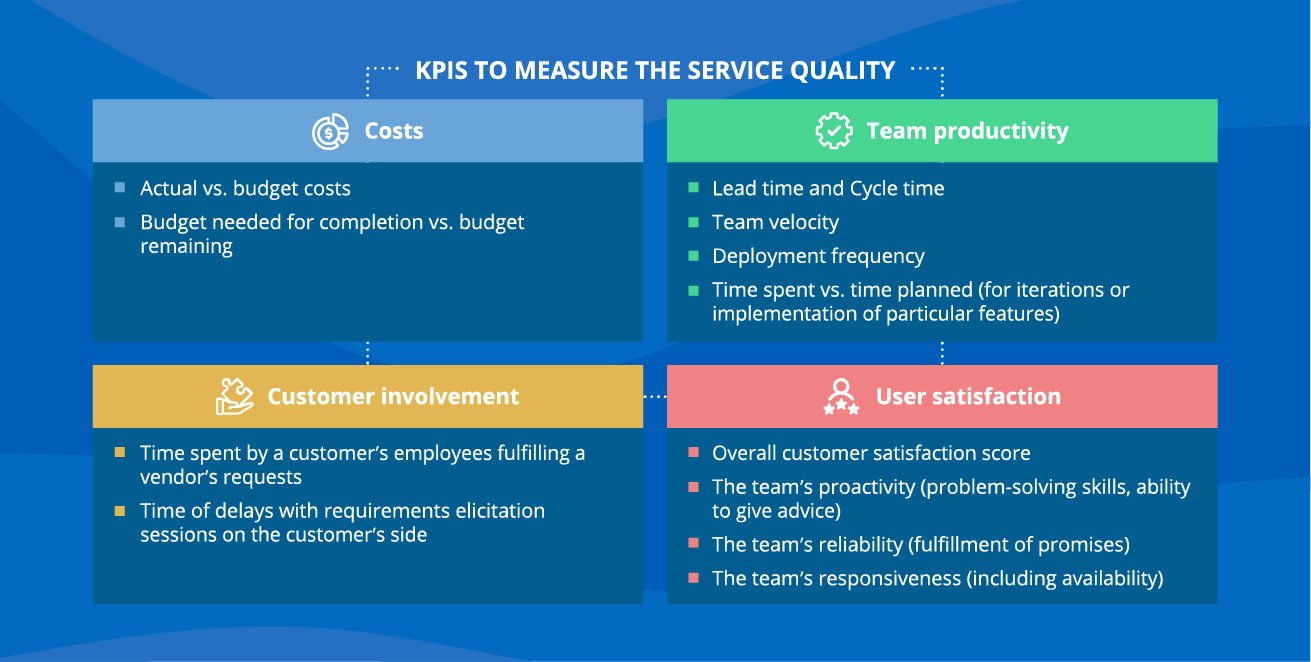 KPIS TO MEASURE THE SERVICE QUALITY
Costs
Actual vs. budget costs
Budget needed for completion vs. budget
remaining
Team productivity
Lead time and Cycle time
Team velocity
Deployment frequency
Time spent vs. time planned (for iterations or
implementation of particular features)
Customer involvement
Time spent by a customer’s employees fulfilling a
vendor’s requests
Time of delays with requirements elicitation
sessions on the customer’s side
User satisfaction
Overall customer satisfaction score
The team’s proactivity (problem-solving skills, ability
to give advice)
The team’s reliability (fulfillment of promises)
The team’s responsiveness (including availability)